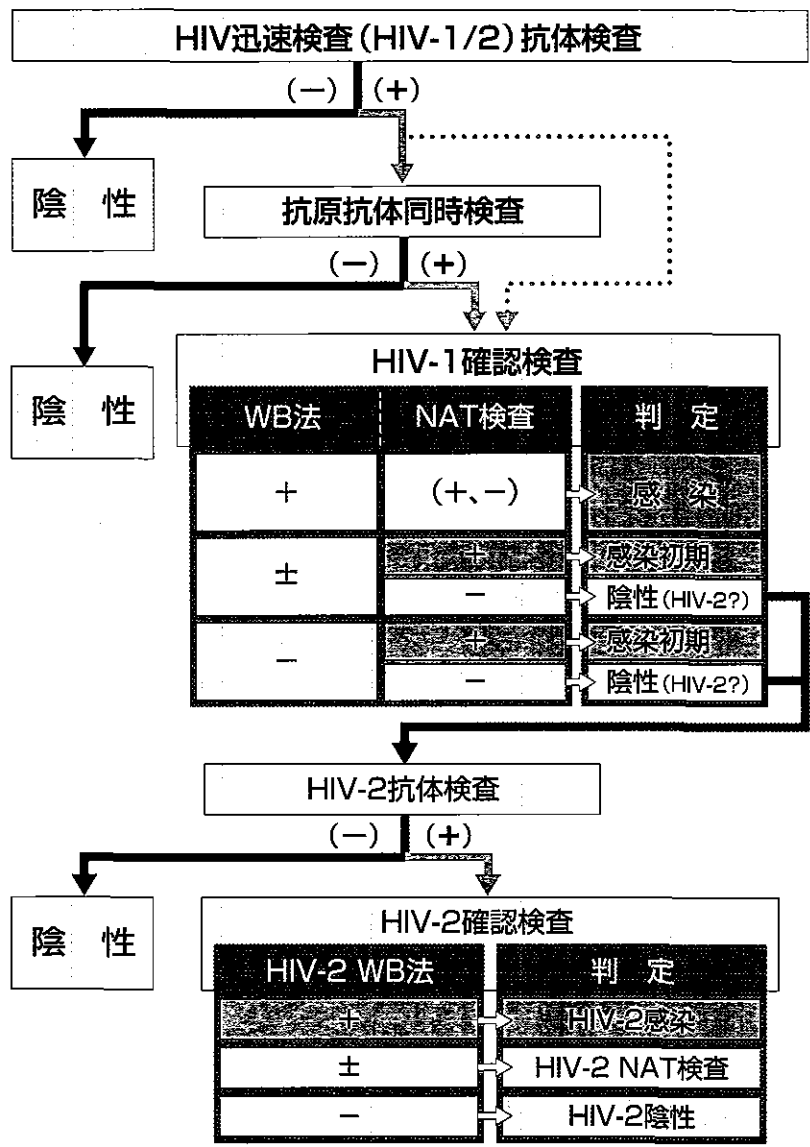 HIV迅速検査(HIV-1/2)抗体検査
(−) (+)
陰 性
抗原抗体同時検査
(−) (+)
陰 性
HIV-1確認検査
WB法 NAT検査 判 定
+ (+、−) 感 染
± + 感染初期
− 陰性(HIV-2?)
− + 感染初期
− 陰性(HIV-2?)
HIV-2抗体検査
(−) (+)
陰 性
HIV-2確認検査
HIV-2 WB法 判 定
+ HIV-2感染
± HIV-2 NAT検査
− HIV-2陰性